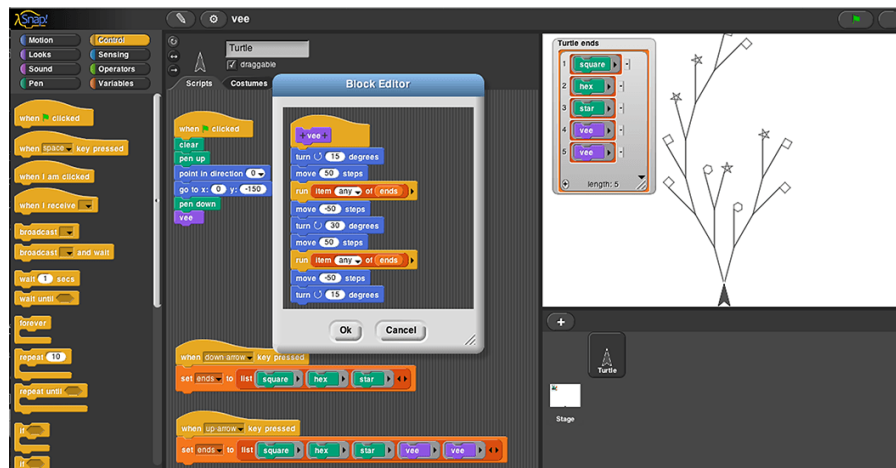 Snap!
vee
Motion
Control
Looks
Sensing
Sound
Operators
Pen
Variables
when clicked
when space key pressed
when I am clicked
when I receive
broadcast
broadcast and wait
wait 1 secs
wait until
forever
repeat 10
repeat until
if
if
Turtle
draggable
Scripts
Costumes
when clicked
clear
pen up
point in direction 0
go to x: 0 y: -150
pen down
vee
when down arrow key pressed
set ends to list square hex star
when up arrow key pressed
set ends to list square hex star vee vee
Block Editor
+ vee +
turn 15 degrees
move 50 steps
run item any of ends
move -50 steps
turn 30 degrees
move 50 steps
run item any of ends
move -50 steps
turn 15 degrees
Ok
Cancel
Turtle ends
1 square
2 hex
3 star
4 vee
5 vee
+ length: 5
+
Turtle
Stage